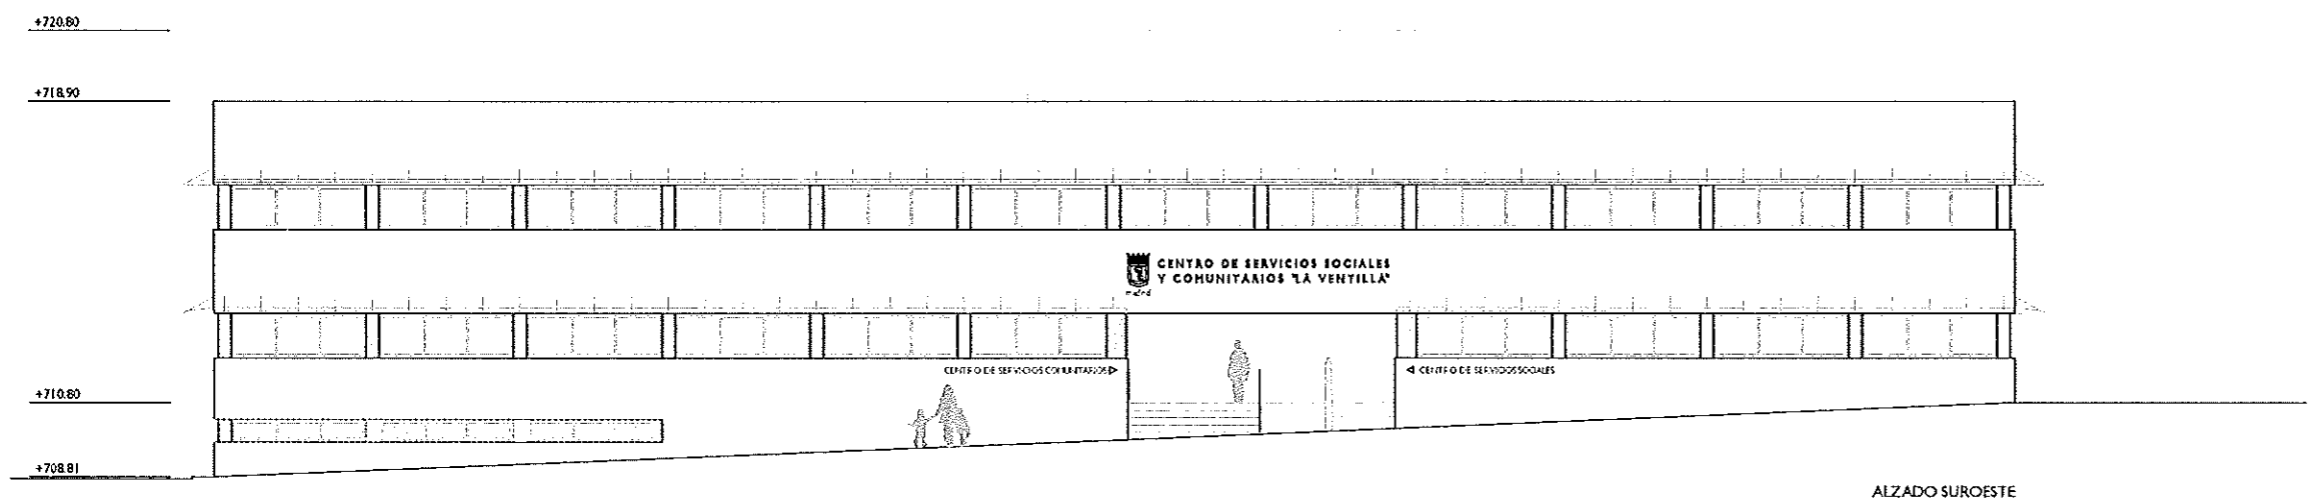 +720.80
+718.90
CENTRO DE SERVICIOS SOCIALES
Y COMUNITARIOS "LA VENTILLA"
madrid
CENTRO DE SERVICIOS COMUNITARIOS
CENTRO DE SERVICIOS SOCIALES
+710.80
+708.81
ALZADO SUROESTE